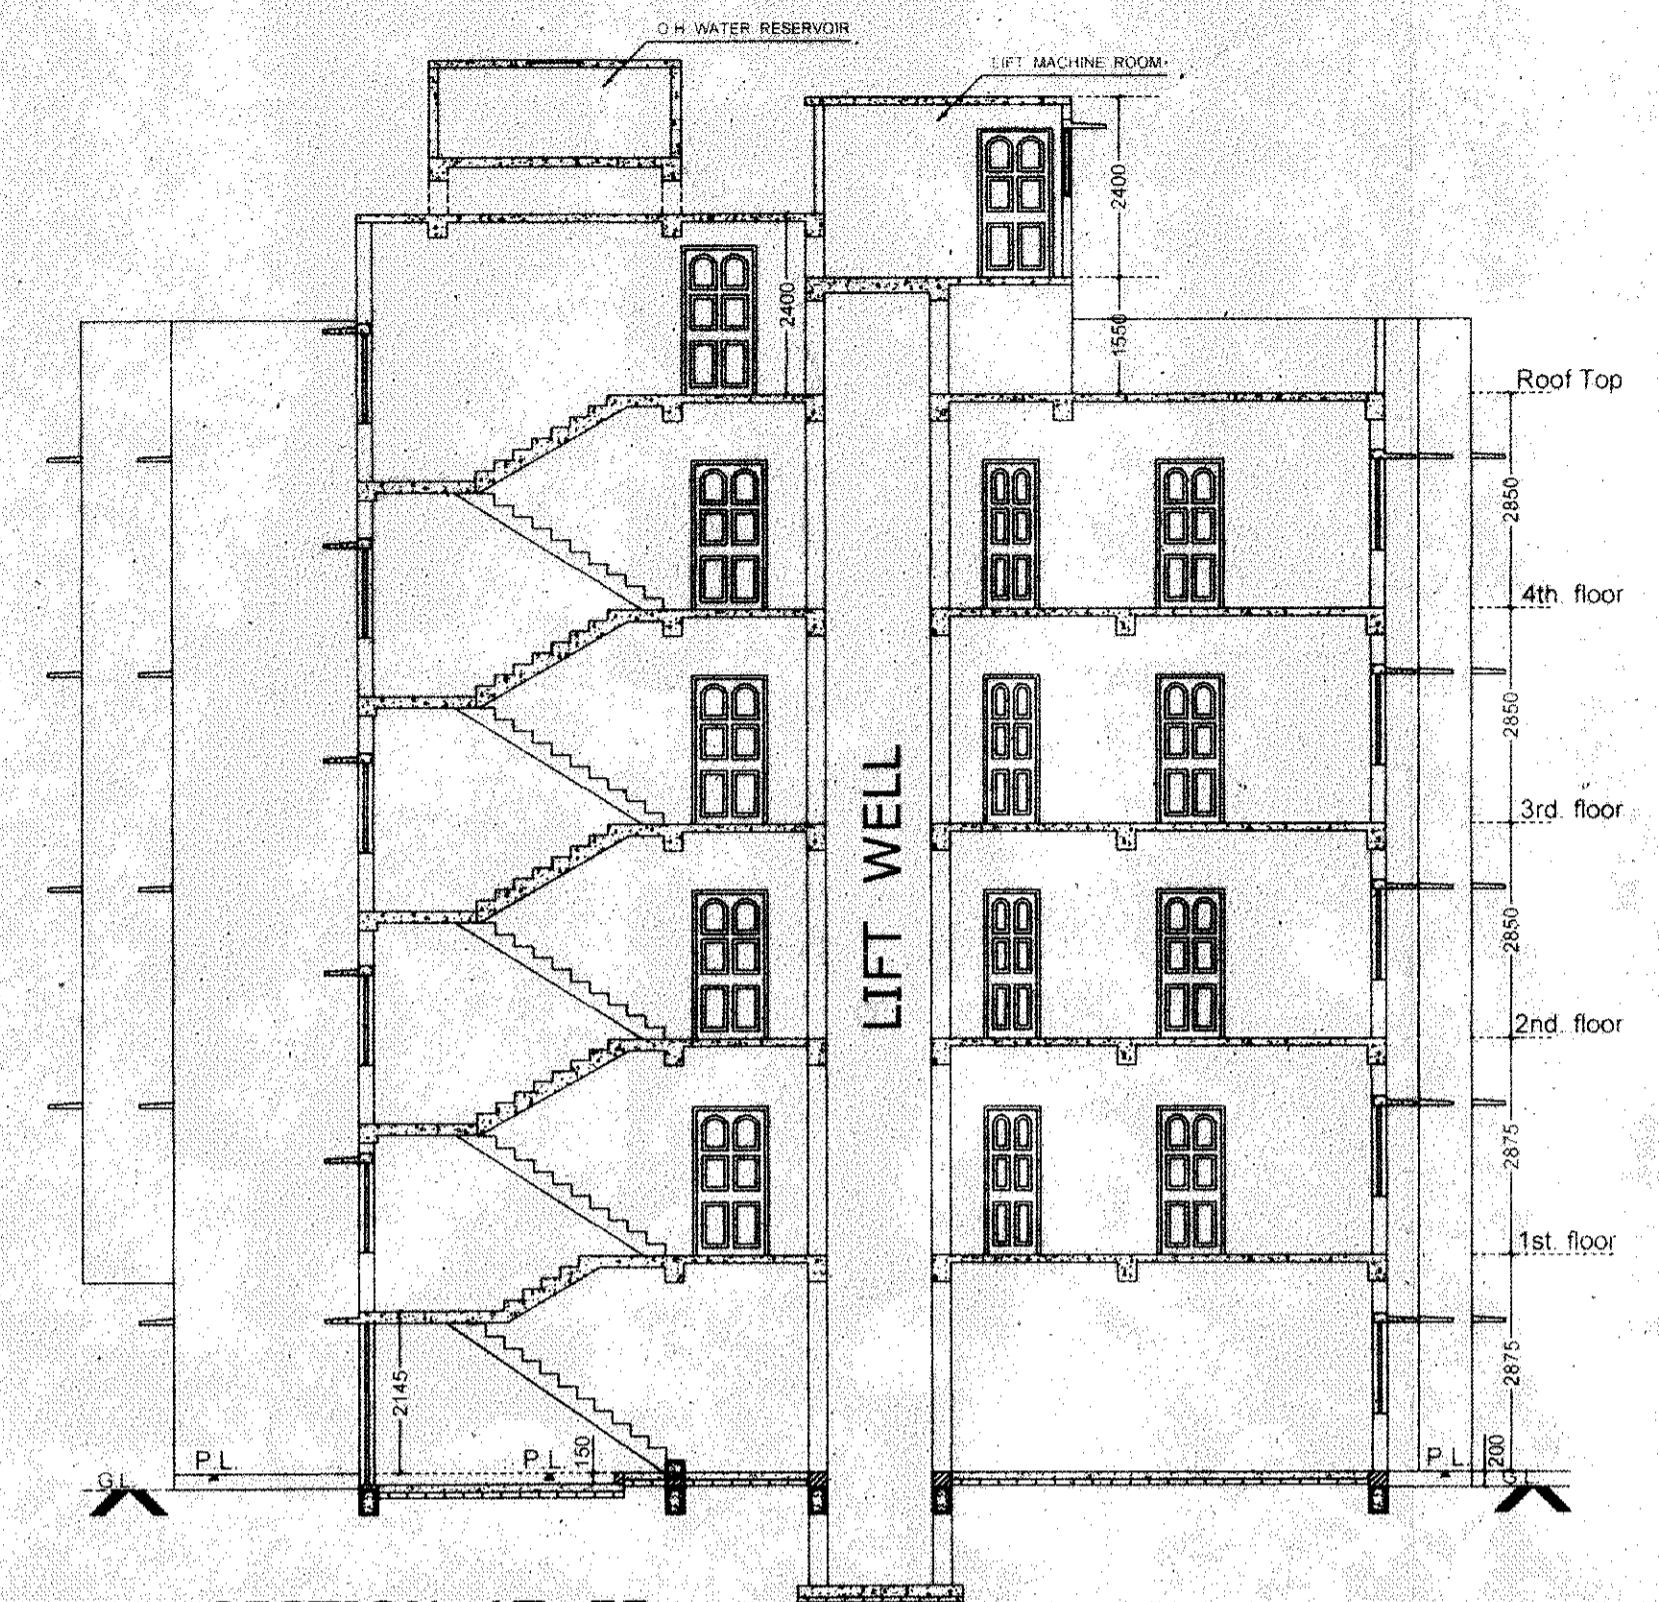 O.H. WATER RESERVOIR
LIFT MACHINE ROOM
2400
2400
1550
Roof Top
2850
4th. floor
2850
3rd. floor
LIFT WELL
2850
2nd. floor
2875
1st. floor
2875
2145
150
P.L.
P.L.
P.L.
200
G.L.